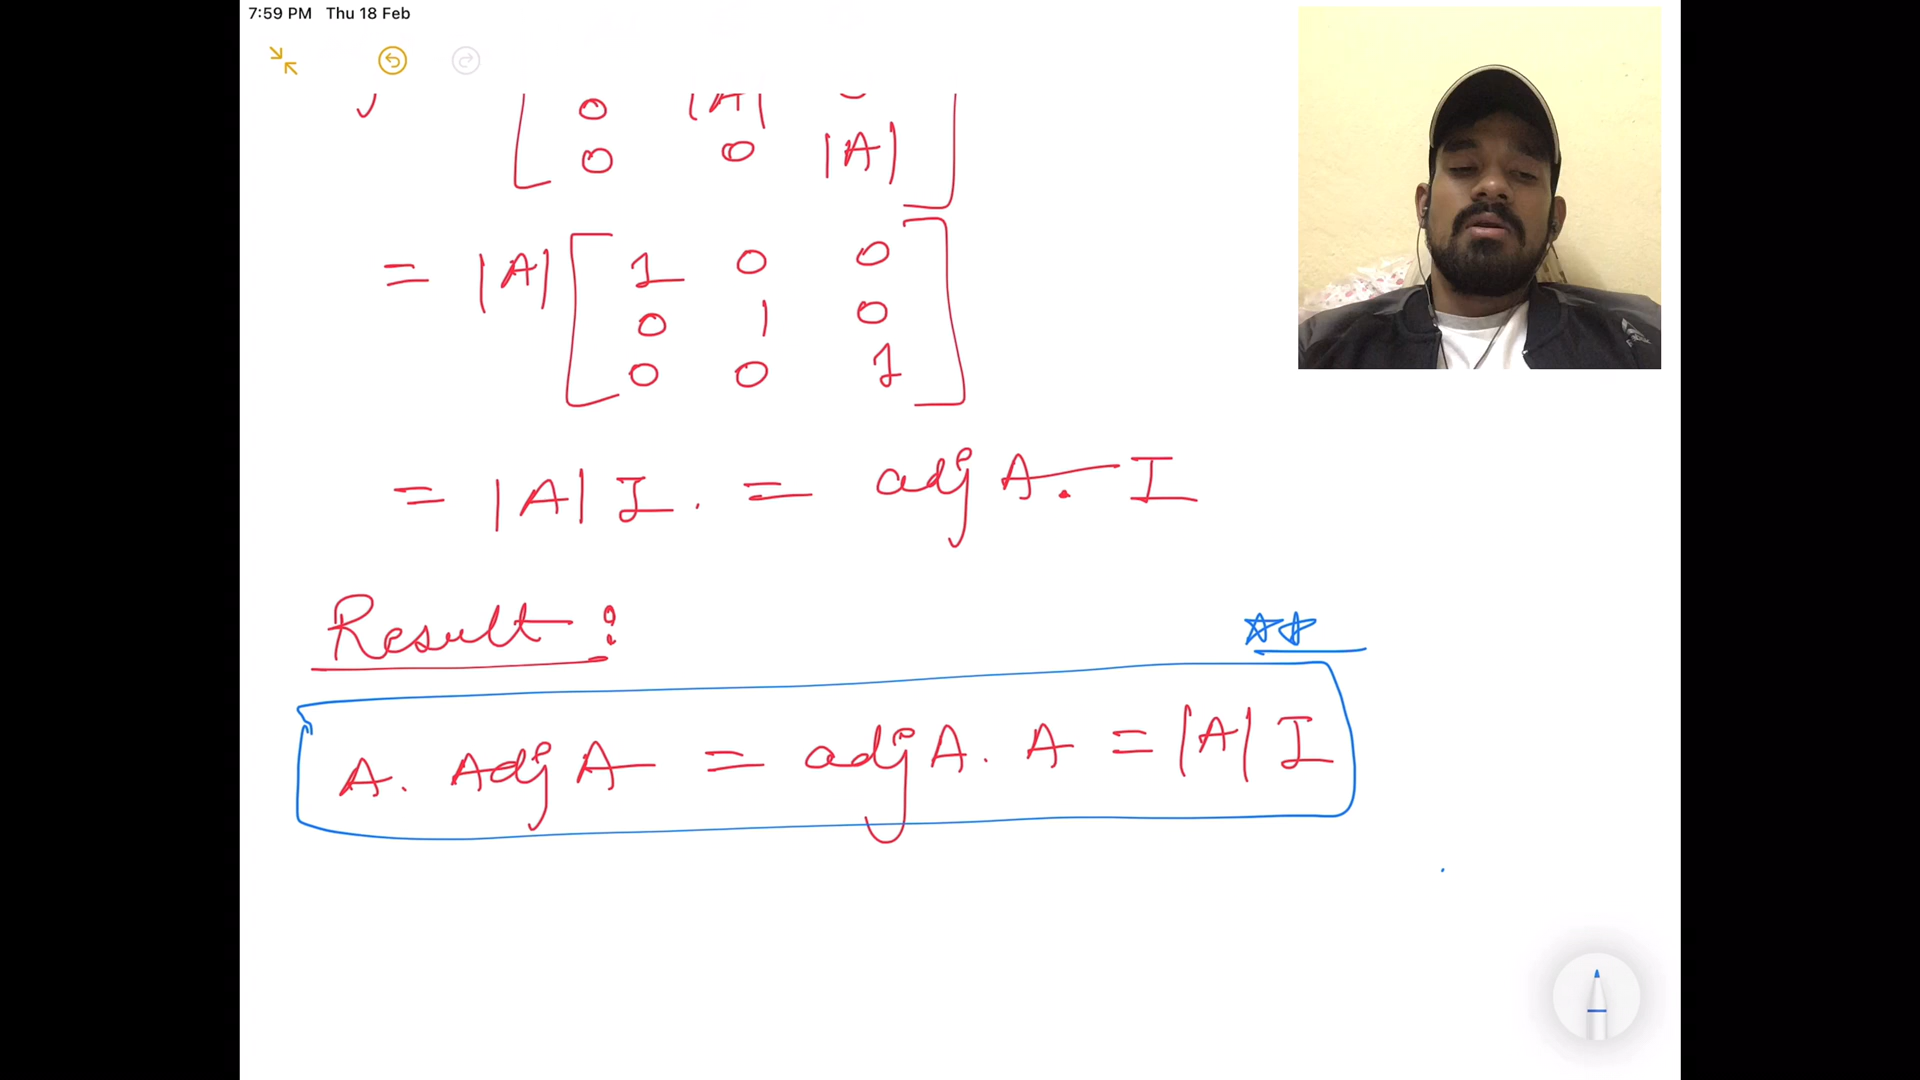 7:59 PM Thu 18 Feb
0 |A| 0
0 0 |A|
= |A| [ 1 0 0
0 1 0
0 0 1 ]
= |A| I . = adj A . I
Result :
A. Adj A = adj A . A = |A| I